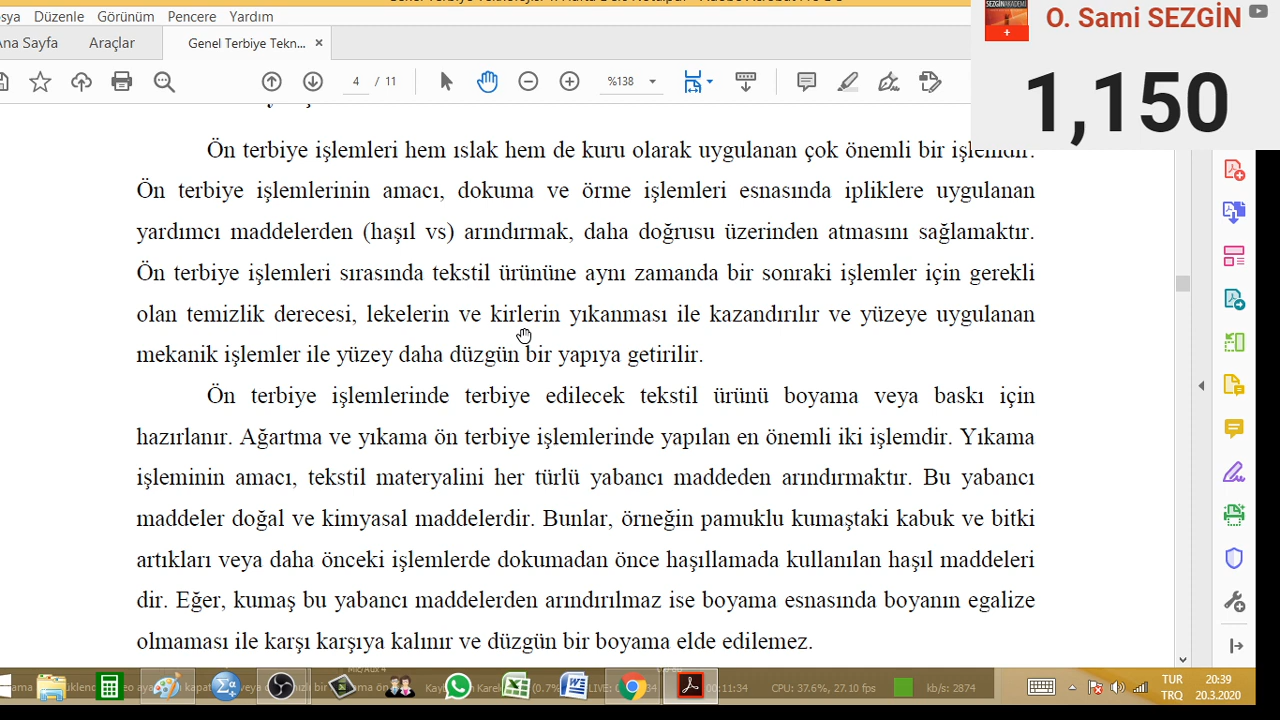 osya Düzenle Görünüm Pencere Yardım
Ana Sayfa Araçlar Genel Terbiye Tekn... ×
4 / 11 %138
SEZGİNAKADEMİ
O. Sami SEZGİN
1,150
Ön terbiye işlemleri hem ıslak hem de kuru olarak uygulanan çok önemli bir işlemdir.
Ön terbiye işlemlerinin amacı, dokuma ve örme işlemleri esnasında ipliklere uygulanan
yardımcı maddelerden (haşıl vs) arındırmak, daha doğrusu üzerinden atmasını sağlamaktır.
Ön terbiye işlemleri sırasında tekstil ürününe aynı zamanda bir sonraki işlemler için gerekli
olan temizlik derecesi, lekelerin ve kirlerin yıkanması ile kazandırılır ve yüzeye uygulanan
mekanik işlemler ile yüzey daha düzgün bir yapıya getirilir.
Ön terbiye işlemlerinde terbiye edilecek tekstil ürünü boyama veya baskı için
hazırlanır. Ağartma ve yıkama ön terbiye işlemlerinde yapılan en önemli iki işlemdir. Yıkama
işleminin amacı, tekstil materyalini her türlü yabancı maddeden arındırmaktır. Bu yabancı
maddeler doğal ve kimyasal maddelerdir. Bunlar, örneğin pamuklu kumaştaki kabuk ve bitki
artıkları veya daha önceki işlemlerde dokumadan önce haşıllamada kullanılan haşıl maddeleri
dir. Eğer, kumaş bu yabancı maddelerden arındırılmaz ise boyama esnasında boyanın egalize
olmaması ile karşı karşıya kalınır ve düzgün bir boyama elde edilemez.
CPU: 37.6%, 27.10 fps kb/s: 2874
TUR 20:39
TRQ 20.3.2020